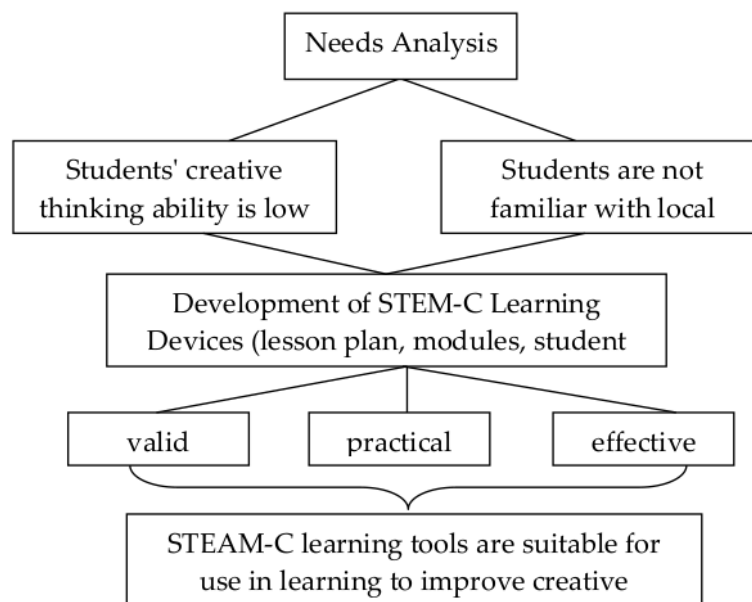 Needs Analysis
Students' creative
thinking ability is low
Students are not
familiar with local
Development of STEM-C Learning
Devices (lesson plan, modules, student
valid
practical
effective
STEAM-C learning tools are suitable for
use in learning to improve creative